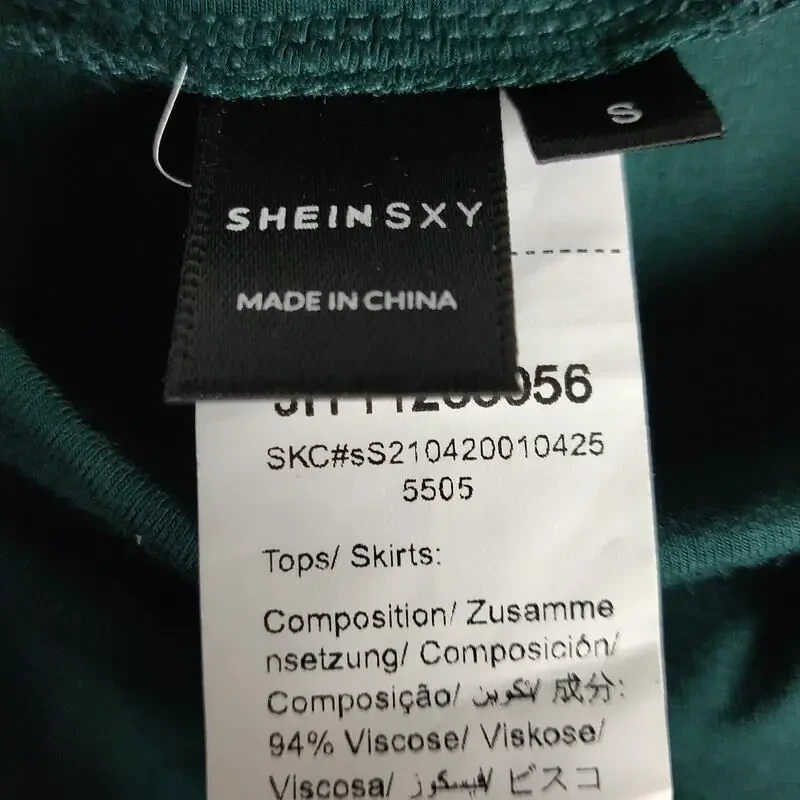 S
SHEIN SXY
MADE IN CHINA
SKC#sS210420010425
5505
Tops/ Skirts:
Composition/ Zusamme
nsetzung/ Composición/
Composição/ لتكوين/ 成分:
94% Viscose/ Viskose/
Viscosa/ فيسكوز/ ビスコ